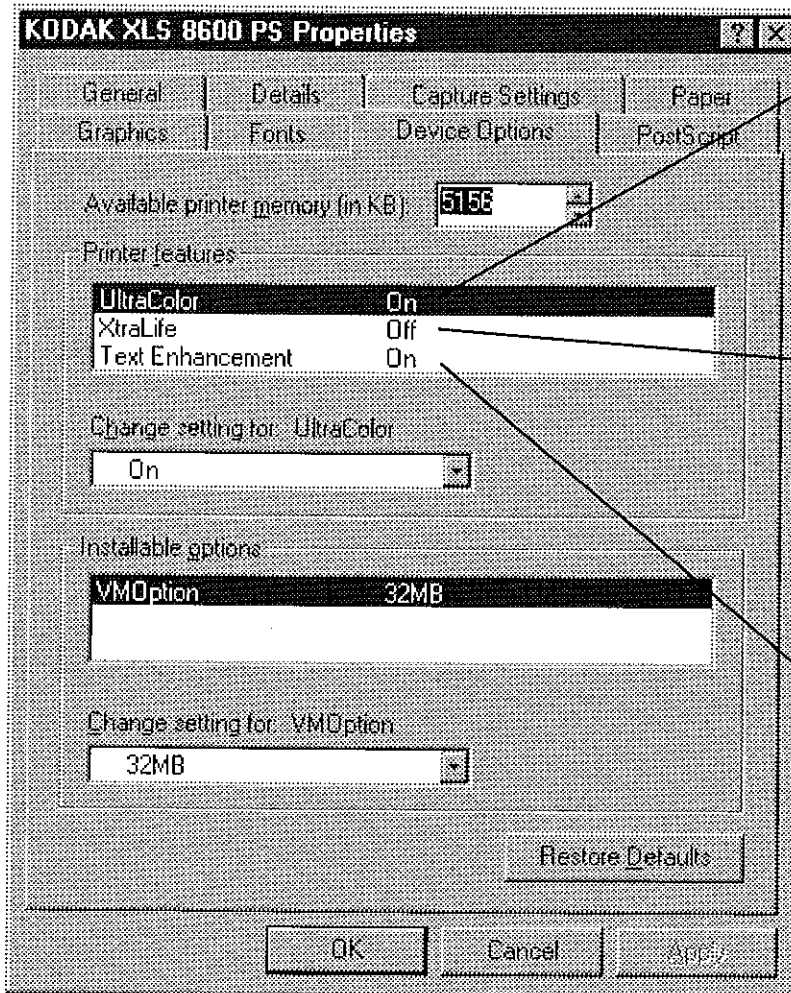 KODAK XLS 8600 PS Properties
General Details Capture Settings Paper
Graphics Fonts Device Options PostScript
Available printer memory (in KB): 5156
Printer features
UltraColor On
XtraLife Off
Text Enhancement On
Change setting for: UltraColor
On
Installable options
VMOption 32MB
Change setting for: VMOption
32MB
Restore Defaults
OK Cancel Apply